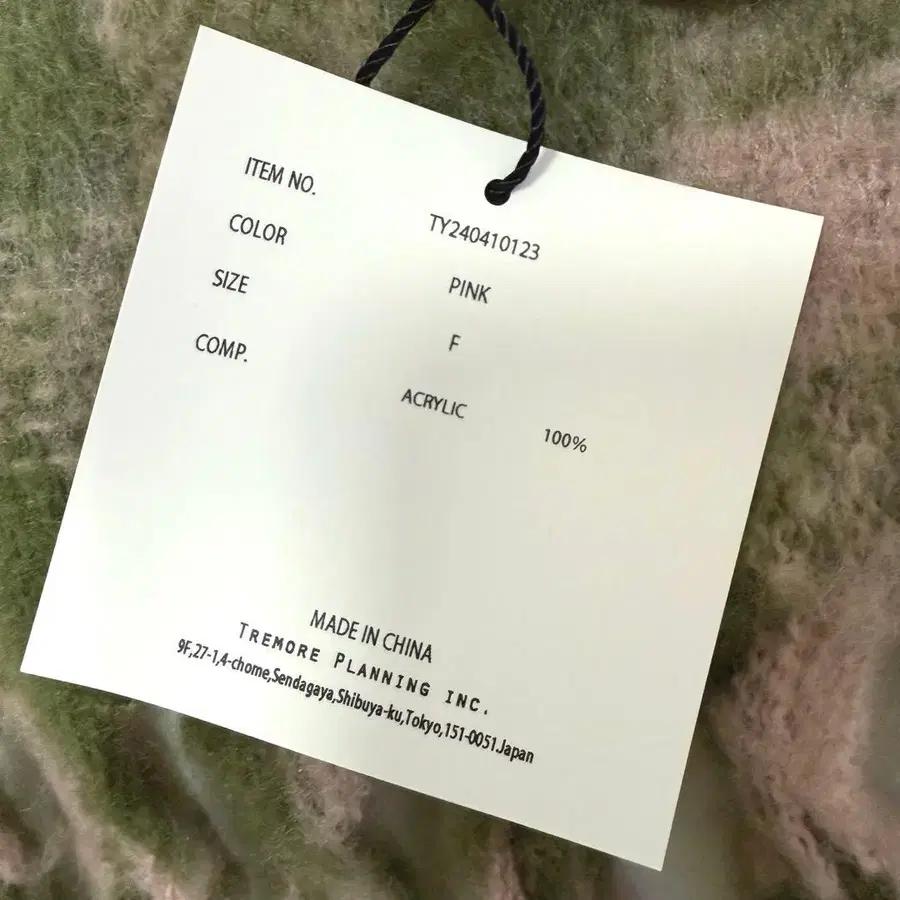 ITEM NO. TY240410123
COLOR PINK
SIZE F
COMP. ACRYLIC 100%
MADE IN CHINA
TREMORE PLANNING INC.
9F,27-1,4-chome,Sendagaya,Shibuya-ku,Tokyo,151-0051.Japan